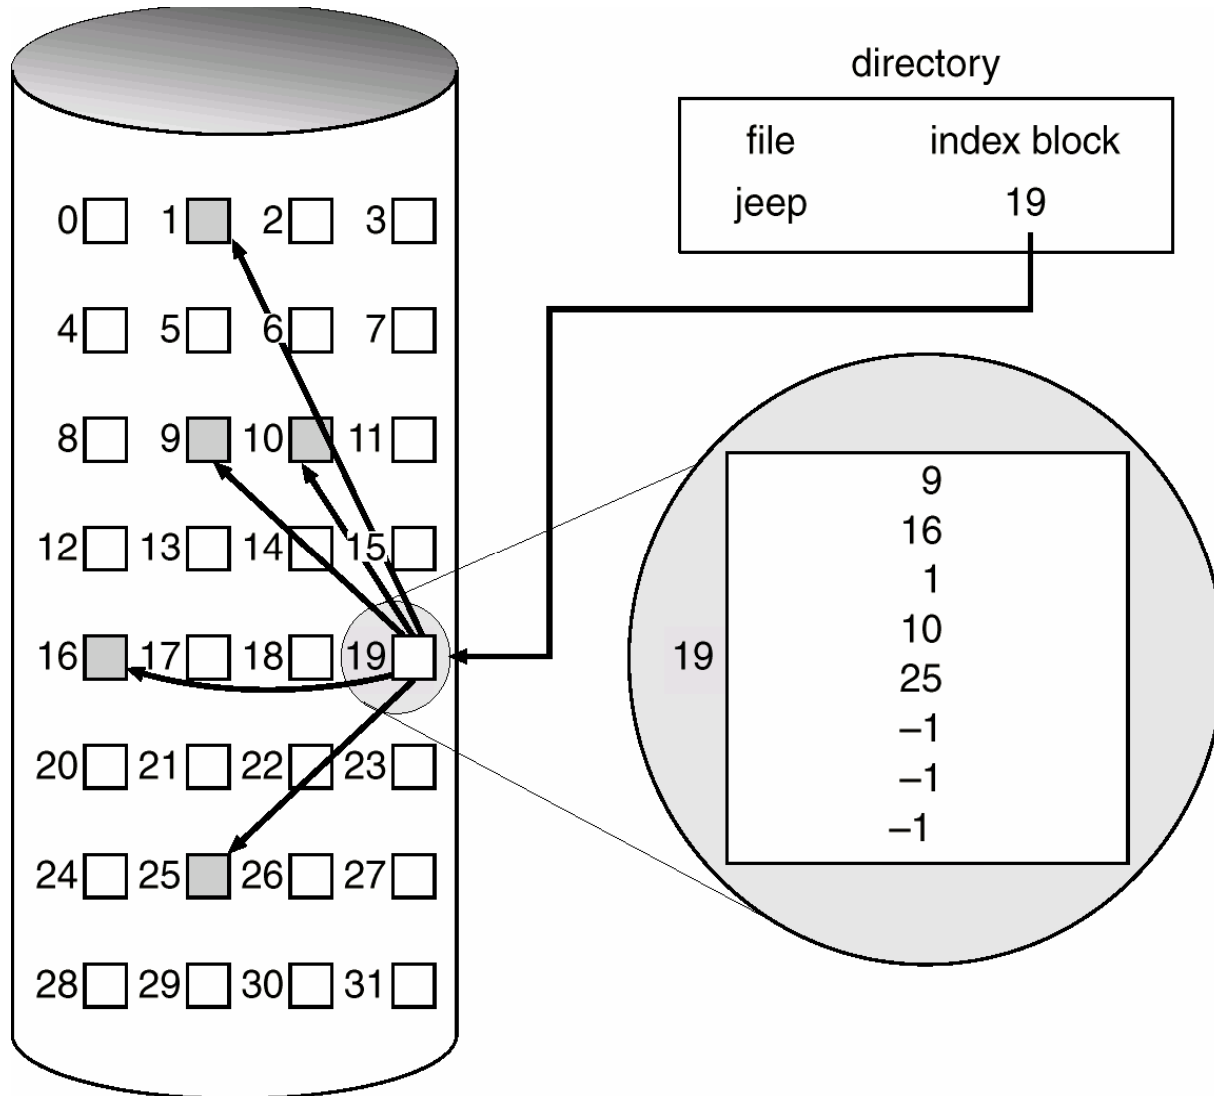 directory
file index block
jeep 19
0 1 2 3
4 5 6 7
8 9 10 11
12 13 14 15
16 17 18 19
20 21 22 23
24 25 26 27
28 29 30 31
19
9
16
1
10
25
–1
–1
–1